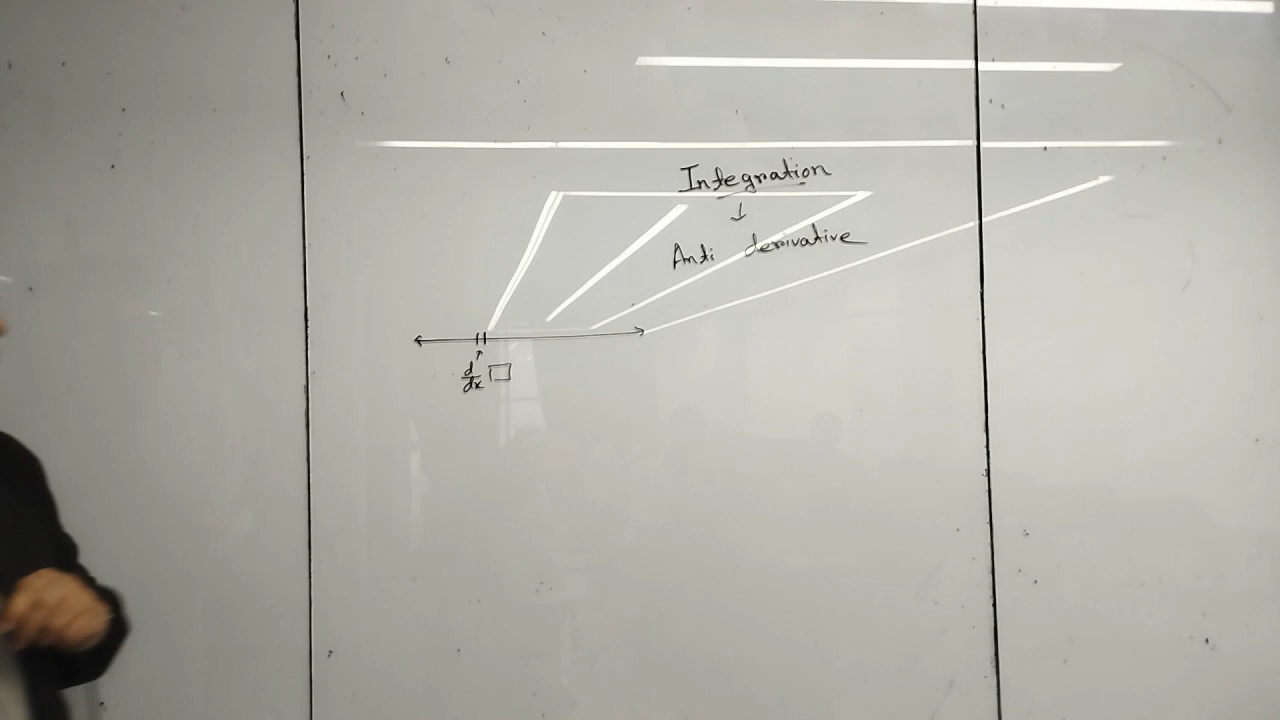 Integration
↓
Anti derivative
d/dx □